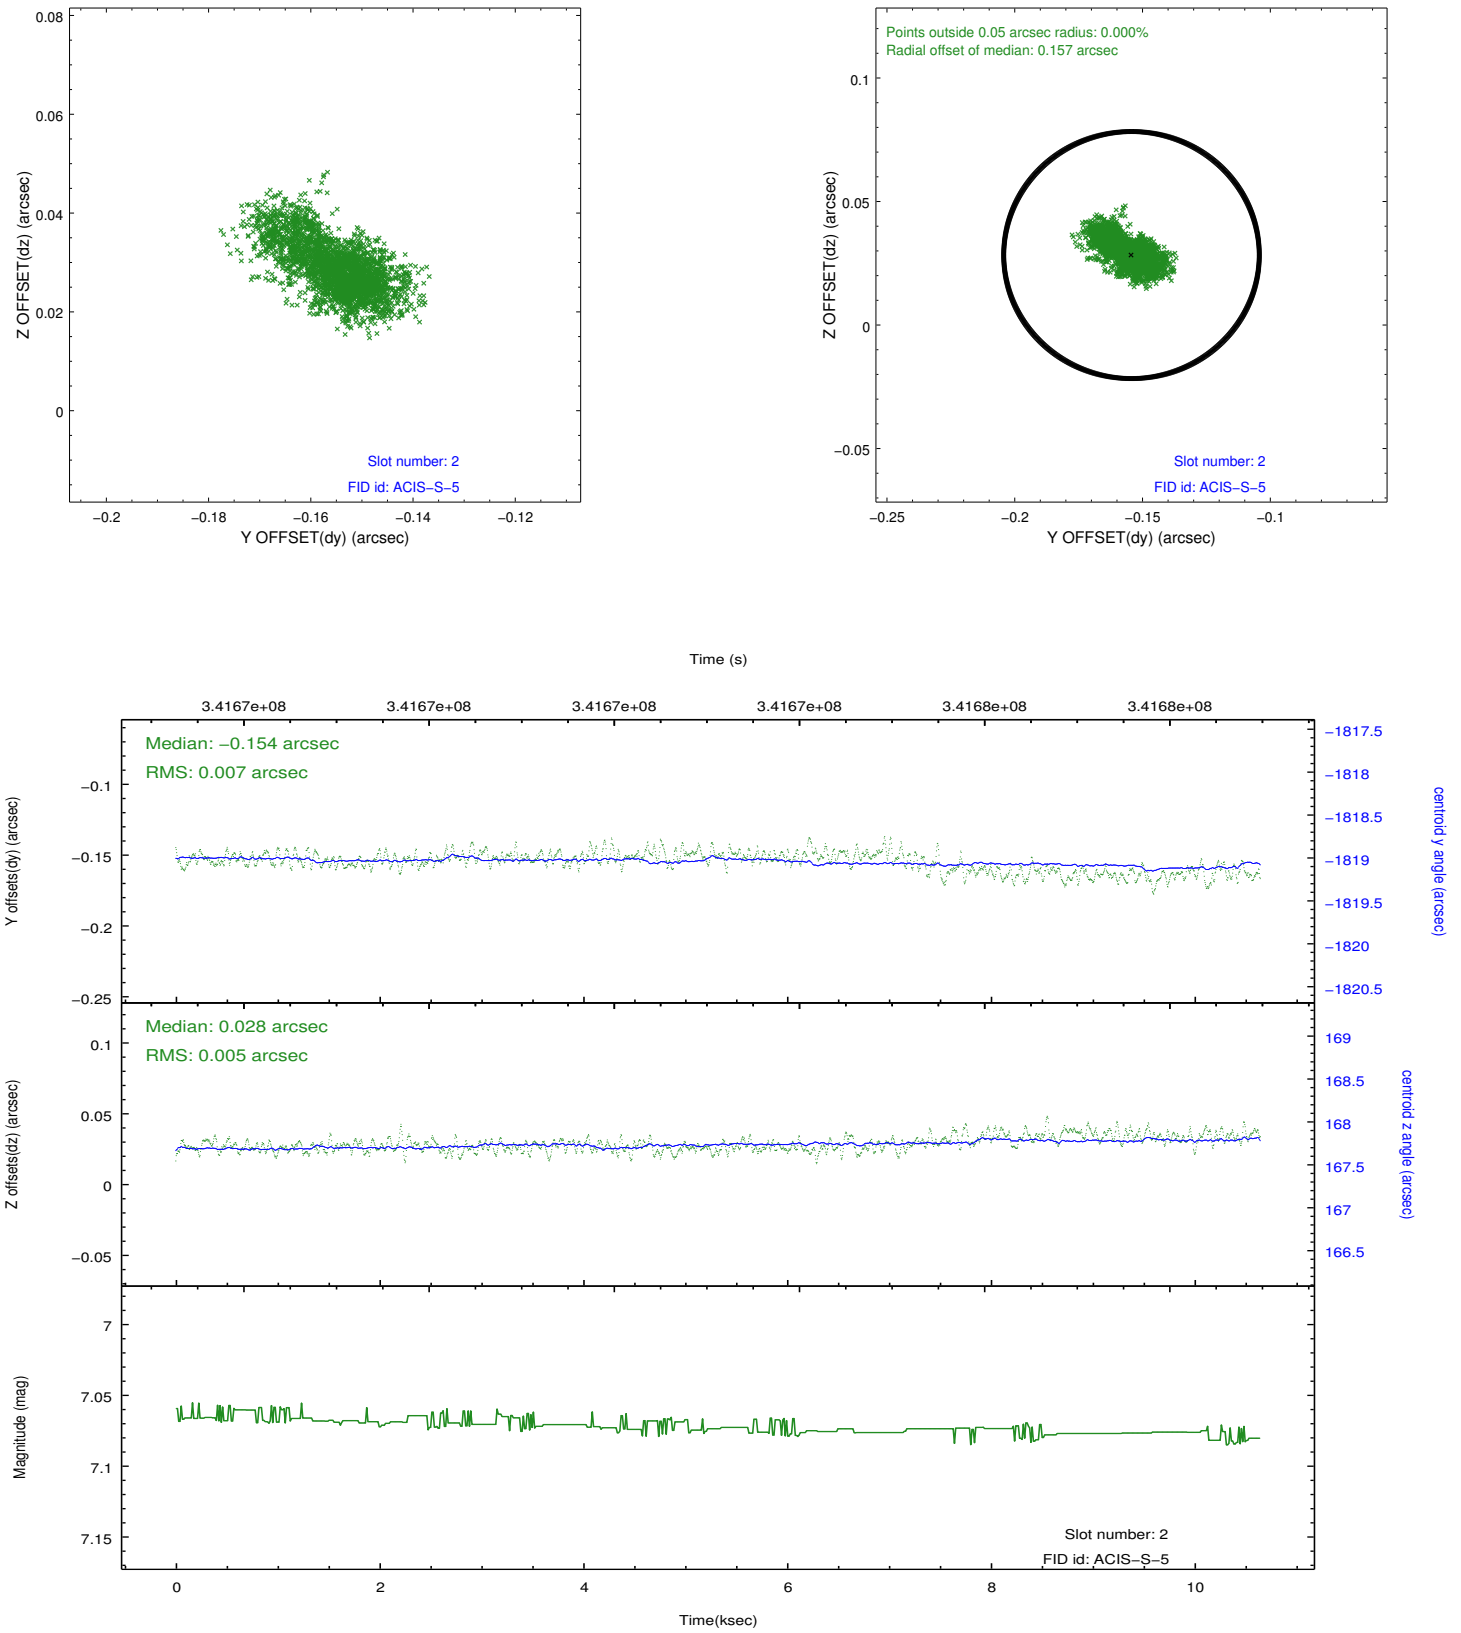 0.08
0.06
0.04
0.02
0
Z OFFSET(dz) (arcsec)
Slot number: 2
FID id: ACIS−S−5
−0.2 −0.18 −0.16 −0.14 −0.12
Y OFFSET(dy) (arcsec)
Points outside 0.05 arcsec radius: 0.000%
Radial offset of median: 0.157 arcsec
0.1
0.05
0
−0.05
Z OFFSET(dz) (arcsec)
Slot number: 2
FID id: ACIS−S−5
−0.25 −0.2 −0.15 −0.1
Y OFFSET(dy) (arcsec)
Time (s)
3.4167e+08 3.4167e+08 3.4167e+08 3.4167e+08 3.4168e+08 3.4168e+08
Median: −0.154 arcsec
RMS: 0.007 arcsec
−0.1
−0.15
−0.2
−0.25
Y offsets(dy) (arcsec)
−1817.5
−1818
−1818.5
−1819
−1819.5
−1820
−1820.5
centroid y angle (arcsec)
Median: 0.028 arcsec
RMS: 0.005 arcsec
0.1
0.05
0
−0.05
Z offsets(dz) (arcsec)
169
168.5
168
167.5
167
166.5
centroid z angle (arcsec)
7
7.05
7.1
7.15
Magnitude (mag)
Slot number: 2
FID id: ACIS−S−5
0 2 4 6 8 10
Time(ksec)